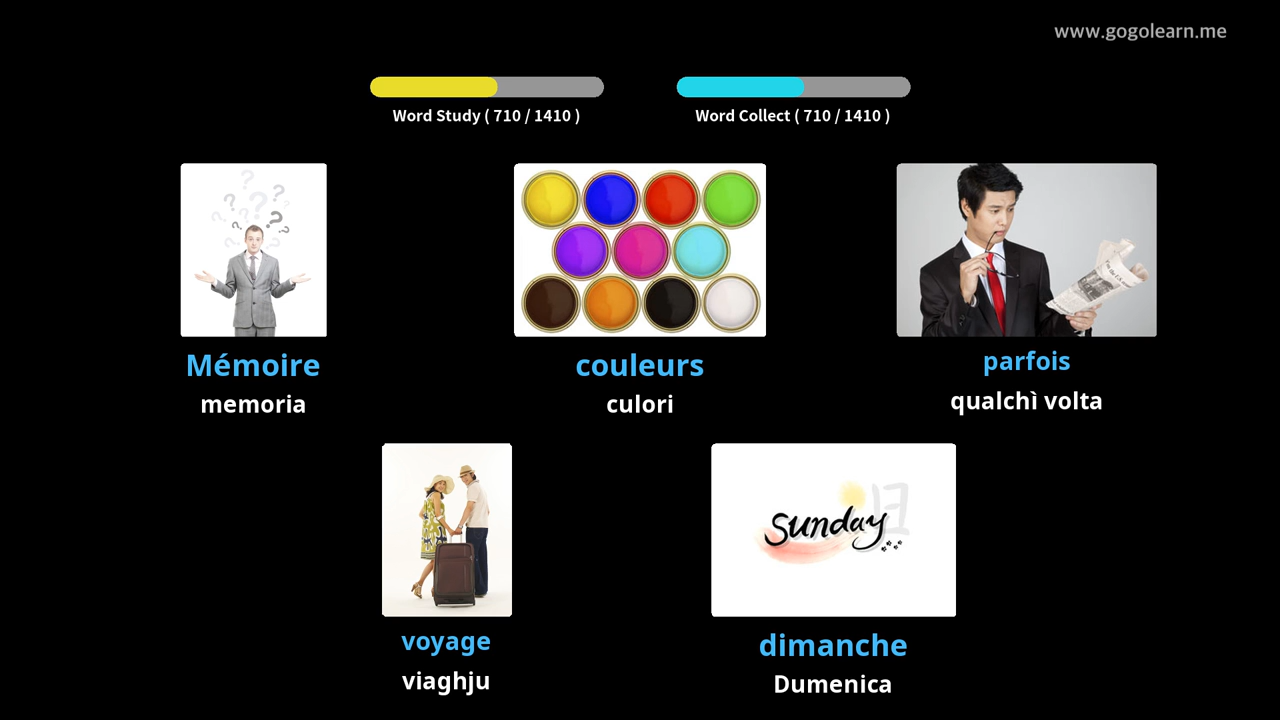 www.gogolearn.me
Word Study ( 710 / 1410 )
Word Collect ( 710 / 1410 )
Mémoire
memoria
couleurs
culori
parfois
qualchì volta
Sunday
日
voyage
viaghju
dimanche
Dumenica